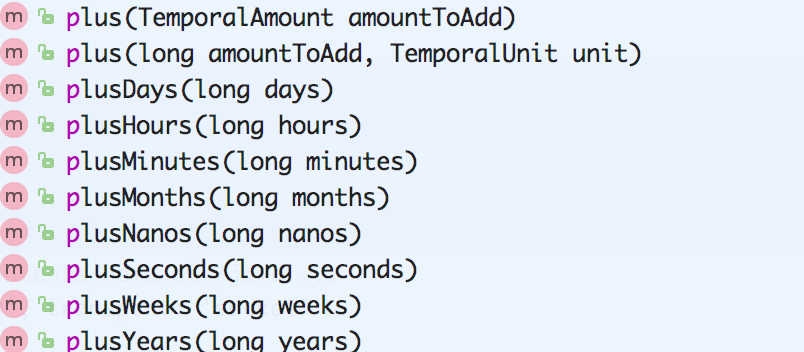 m plus(TemporalAmount amountToAdd)
m plus(long amountToAdd, TemporalUnit unit)
m plusDays(long days)
m plusHours(long hours)
m plusMinutes(long minutes)
m plusMonths(long months)
m plusNanos(long nanos)
m plusSeconds(long seconds)
m plusWeeks(long weeks)
m plusYears(long years)